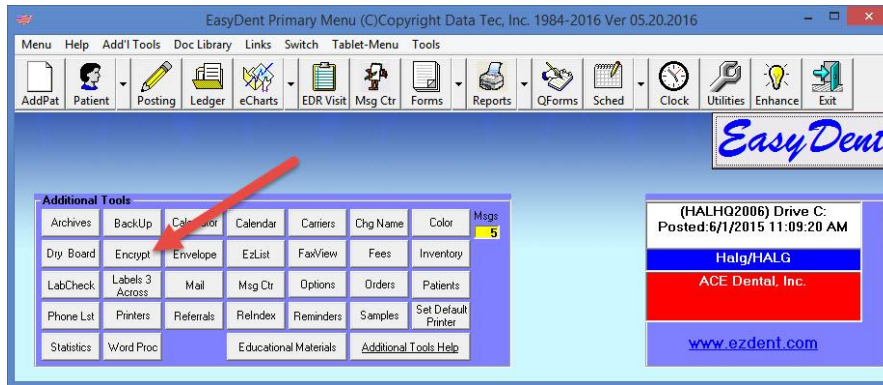 EasyDent Primary Menu (C)Copyright Data Tec, Inc. 1984-2016 Ver 05.20.2016
Menu Help Add'l Tools Doc Library Links Switch Tablet-Menu Tools
AddPat Patient Posting Ledger eCharts EDR Visit Msg Ctr Forms Reports QForms Sched Clock Utilities Enhance Exit
EasyDent
Additional Tools
Archives BackUp Calculator Calendar Carriers Chg Name Color Msgs
5
Dry Board Encrypt Envelope EzList FaxView Fees Inventory
LabCheck Labels 3 Across Mail Msg Ctr Options Orders Patients
Phone Lst Printers Referrals ReIndex Reminders Samples Set Default Printer
Statistics Word Proc Educational Materials Additional Tools Help
(HALHQ2006) Drive C:
Posted:6/1/2015 11:09:20 AM
Halg/HALG
ACE Dental, Inc.
www.ezdent.com